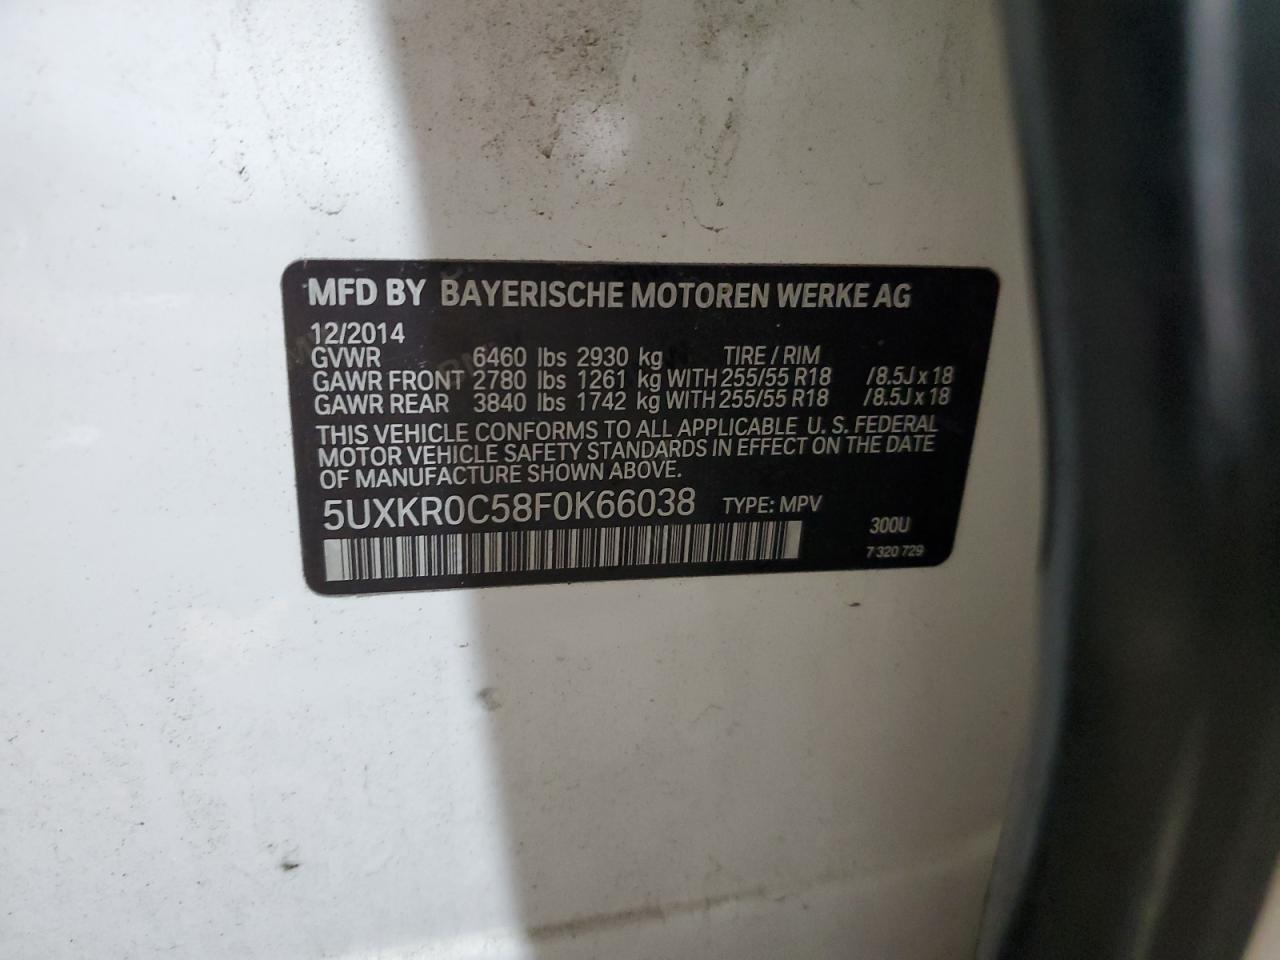 MFD BY BAYERISCHE MOTOREN WERKE AG
12/2014
GVWR 6460 lbs 2930 kg TIRE / RIM
GAWR FRONT 2780 lbs 1261 kg WITH 255/55 R18 /8.5J x 18
GAWR REAR 3840 lbs 1742 kg WITH 255/55 R18 /8.5J x 18
THIS VEHICLE CONFORMS TO ALL APPLICABLE U. S. FEDERAL
MOTOR VEHICLE SAFETY STANDARDS IN EFFECT ON THE DATE
OF MANUFACTURE SHOWN ABOVE.
5UXKR0C58F0K66038 TYPE: MPV
300U
7 320 729